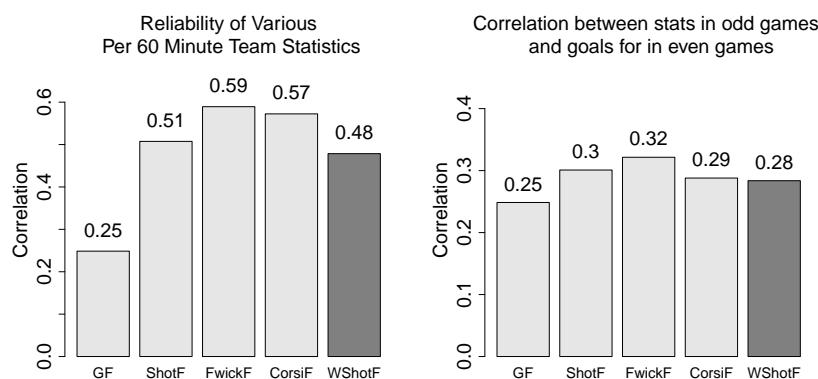 Reliability of Various
Per 60 Minute Team Statistics
Correlation
0.0
0.2
0.4
0.6
0.25
0.51
0.59
0.57
0.48
GF ShotF FwickF CorsiF WShotF
Correlation between stats in odd games
and goals for in even games
Correlation
0.0
0.1
0.2
0.3
0.4
0.25
0.3
0.32
0.29
0.28
GF ShotF FwickF CorsiF WShotF